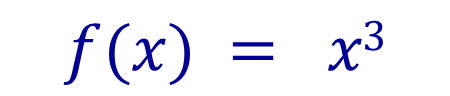 f(x) = x³